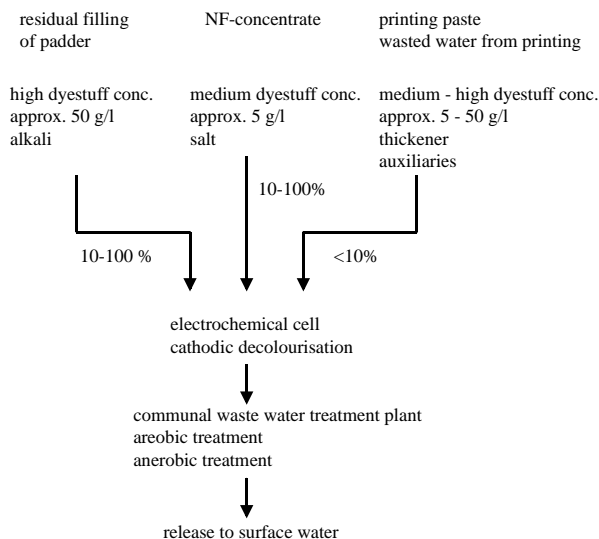 residual filling
of padder
NF-concentrate
printing paste
wasted water from printing
high dyestuff conc.
approx. 50 g/l
alkali
medium dyestuff conc.
approx. 5 g/l
salt
medium - high dyestuff conc.
approx. 5 - 50 g/l
thickener
auxiliaries
10-100%
10-100 %
<10%
electrochemical cell
cathodic decolourisation
communal waste water treatment plant
areobic treatment
anerobic treatment
release to surface water